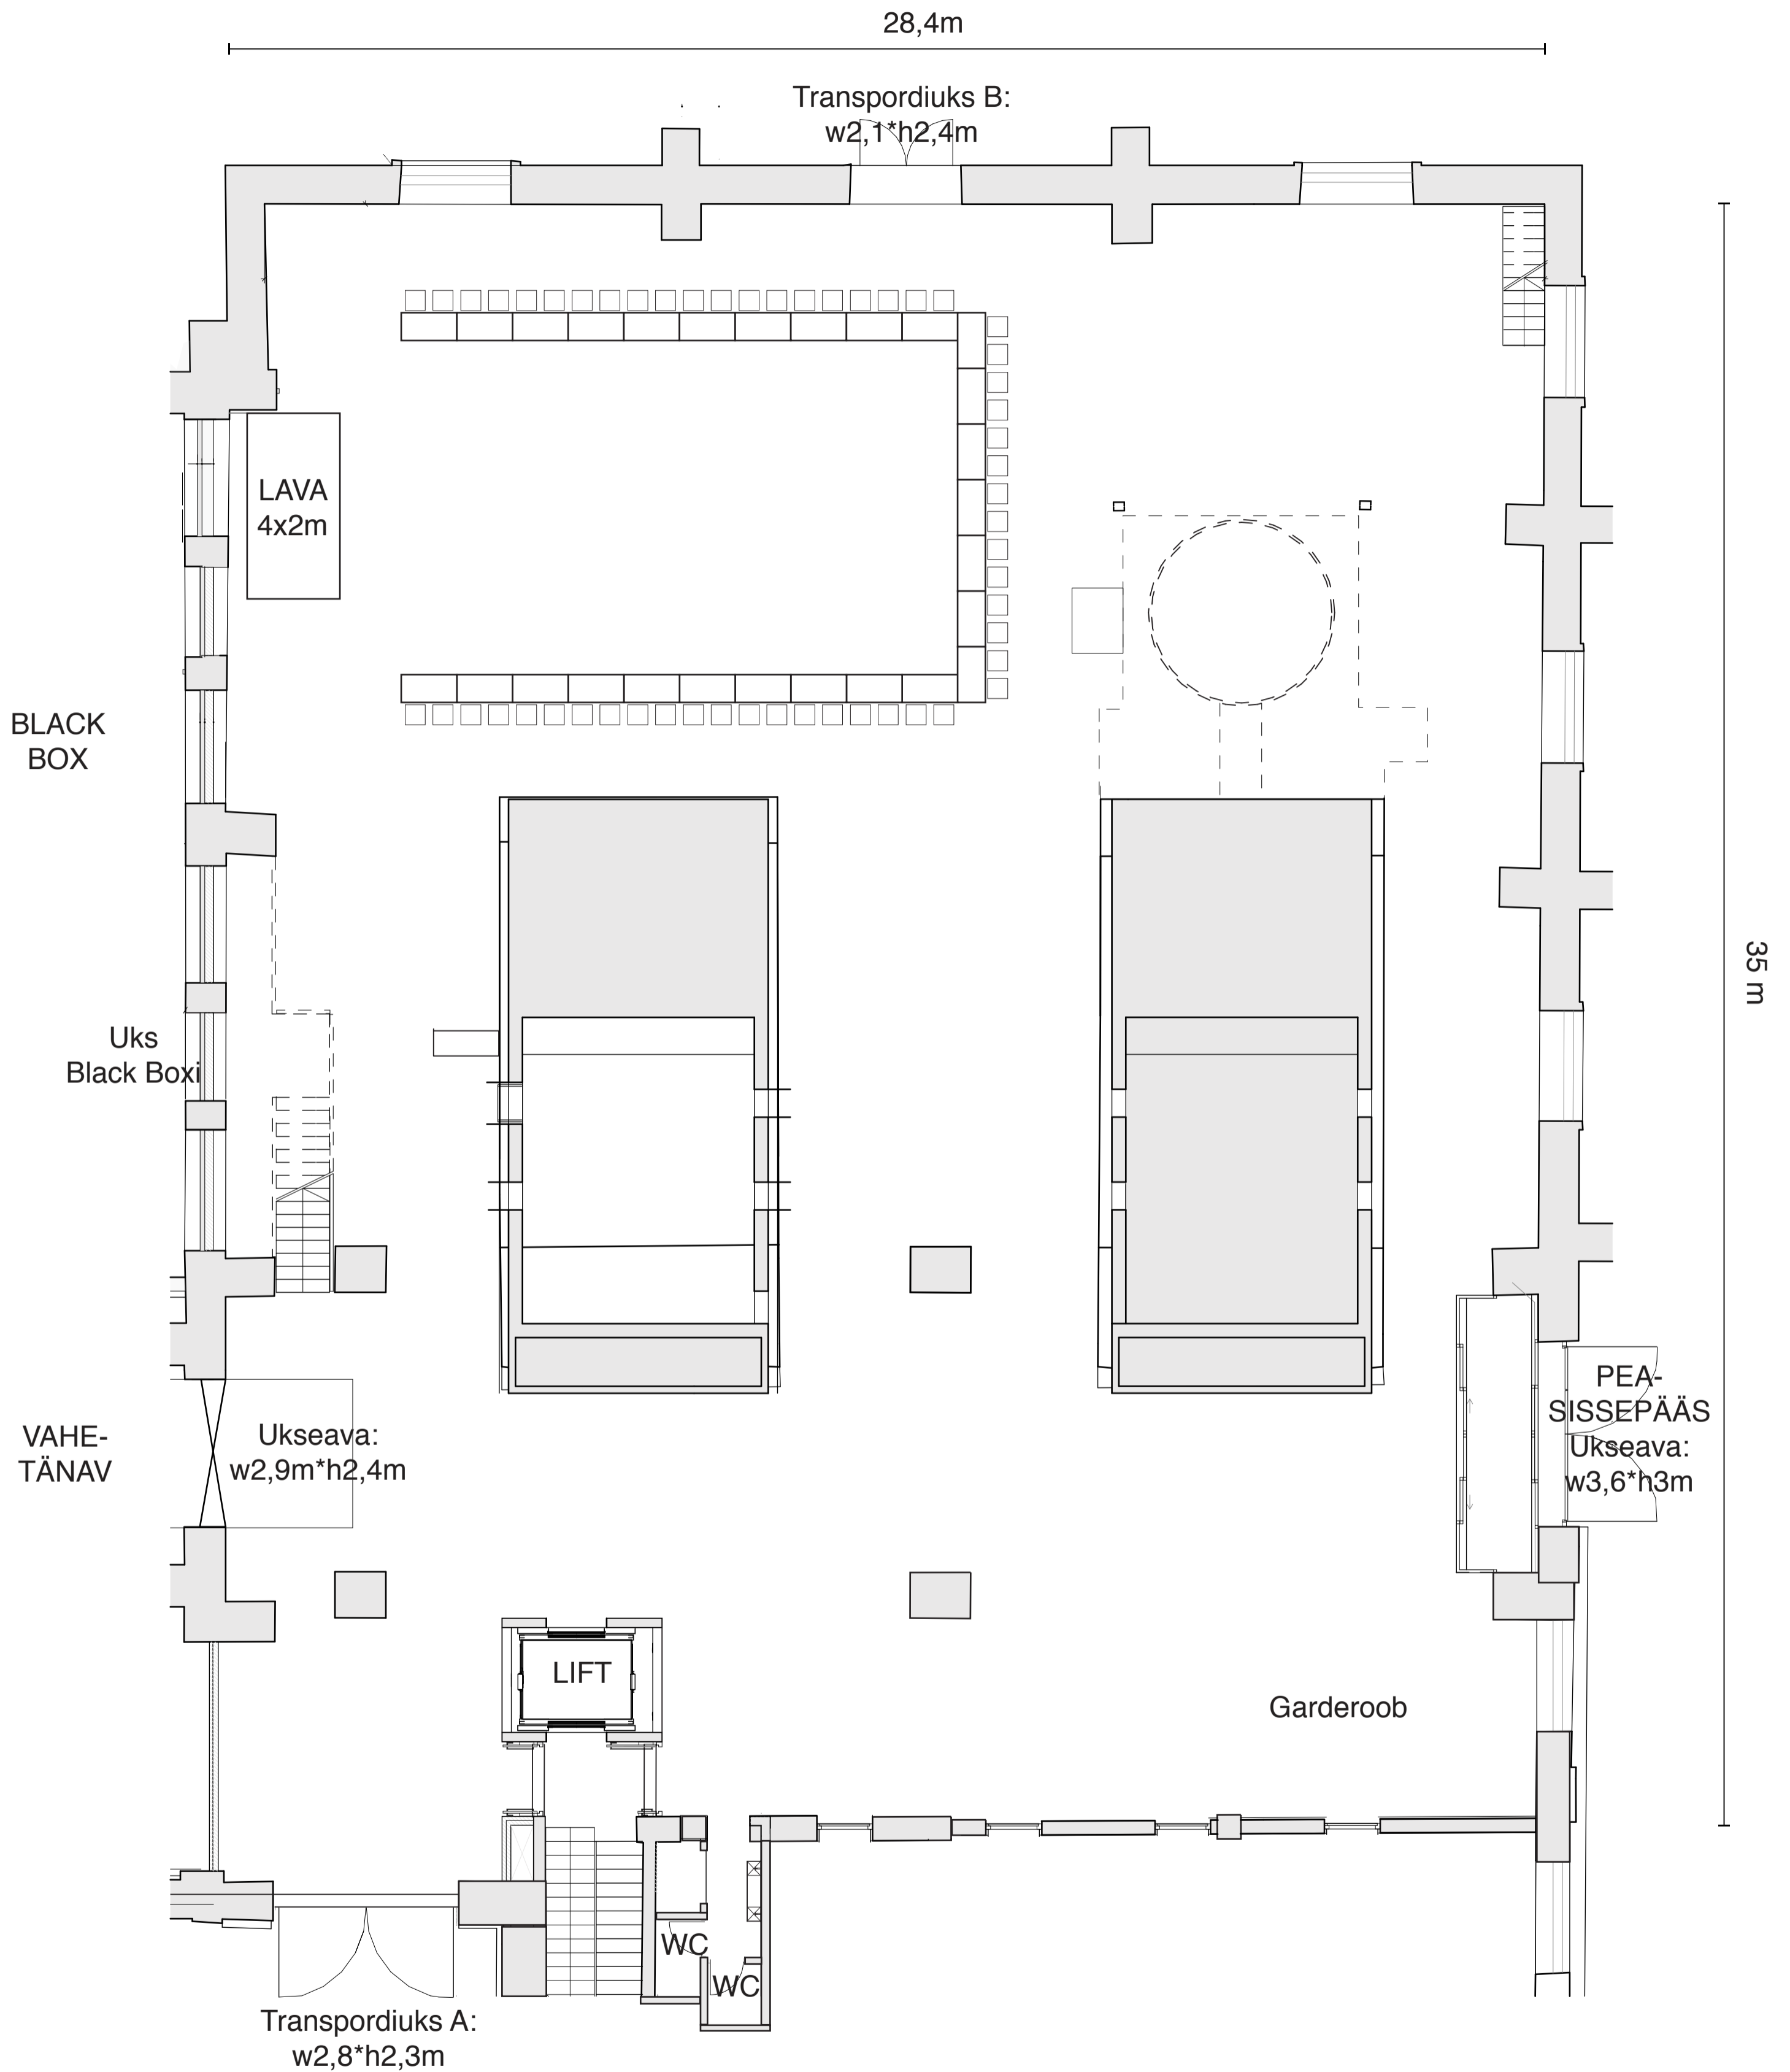 28,4m
Transpordiuks B:
w2,1*h2,4m
LAVA
4x2m
BLACK
BOX
35 m
Uks
Black Boxi
PEA-
SISSEPÄÄS
Ukseava:
w3,6*h3m
VAHE-
TÄNAV
Ukseava:
w2,9m*h2,4m
LIFT
Garderoob
WC
WC
Transpordiuks A:
w2,8*h2,3m